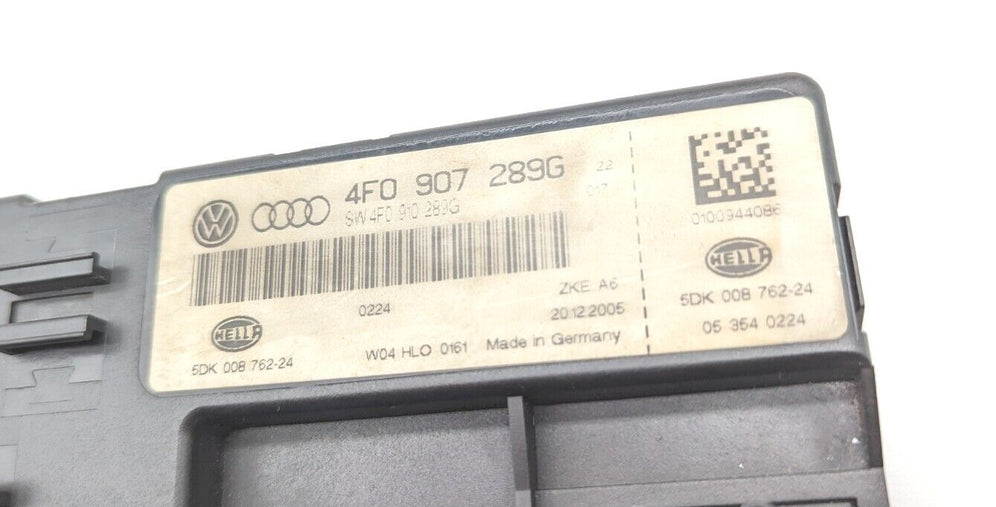 4F0 907 289G
SW 4F0 910 289G
22
017
0100944086
HELLA
5DK 008 762-24
05 354 0224
0224
ZKE A6
20.12.2005
W04 HLO 0161 Made in Germany
HELLA
5DK 008 762-24